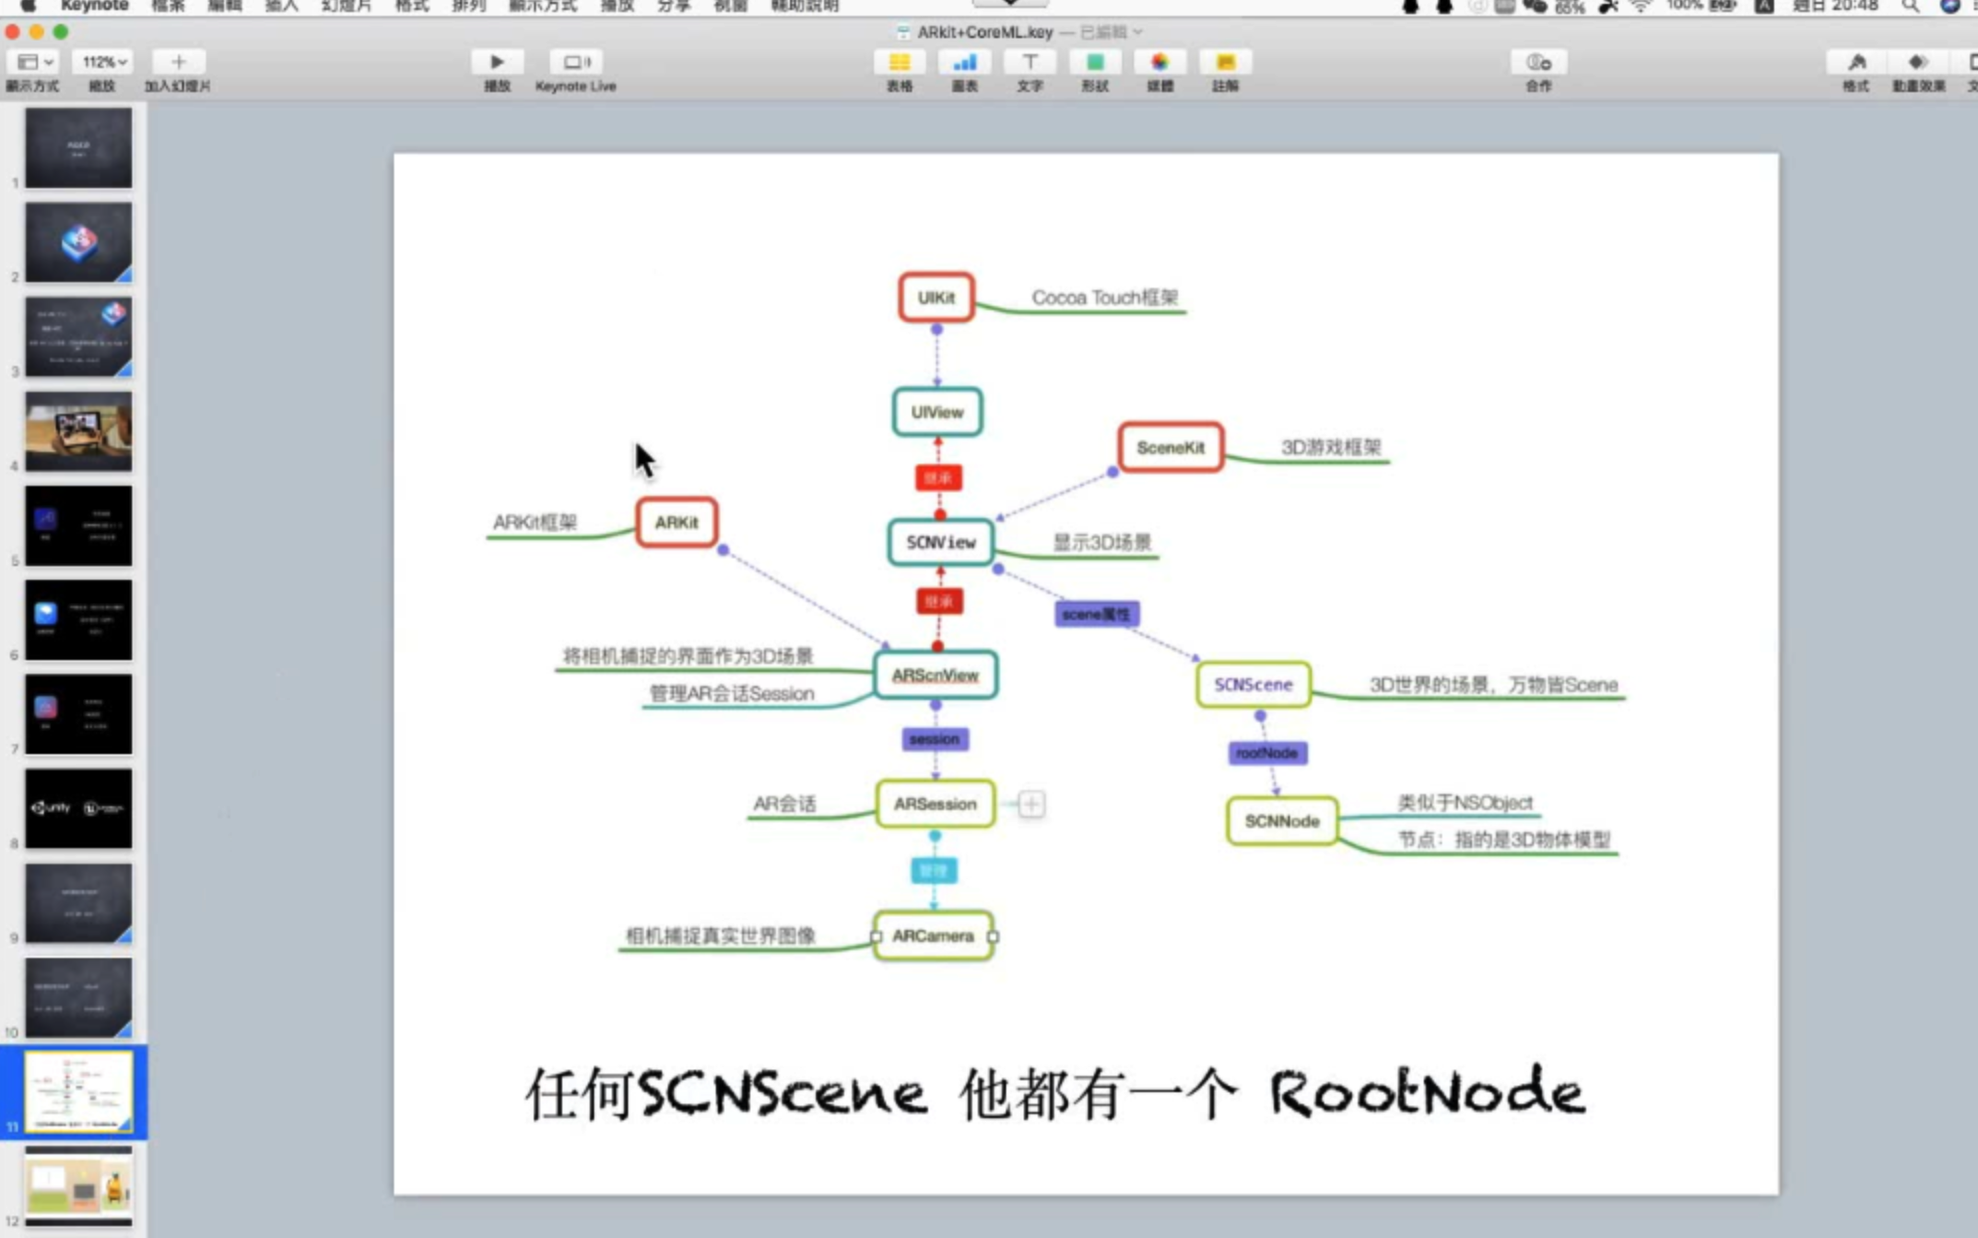 Keynote 檔案 編輯 插入 幻燈片 格式 排列 顯示方式 播放 分享 視窗 輔助說明
65% 100% 週日 20:48
ARkit+CoreML.key — 已編輯
112%
顯示方式 縮放 加入幻燈片 播放 Keynote Live 表格 圖表 文字 形狀 媒體 註解 合作 格式 動畫效果
1
2
3
4
5
6
7
8
unity
9
10
11
12
UIKit
Cocoa Touch框架
UIView
继承
SceneKit
3D游戏框架
ARKit框架
ARKit
SCNView
显示3D场景
继承
scene属性
将相机捕捉的界面作为3D场景
管理AR会话Session
ARScnView
SCNScene
3D世界的场景，万物皆Scene
session
rootNode
AR会话
ARSession
SCNNode
类似于NSObject
节点：指的是3D物体模型
管理
相机捕捉真实世界图像
ARCamera
任何SCNScene 他都有一个 RootNode